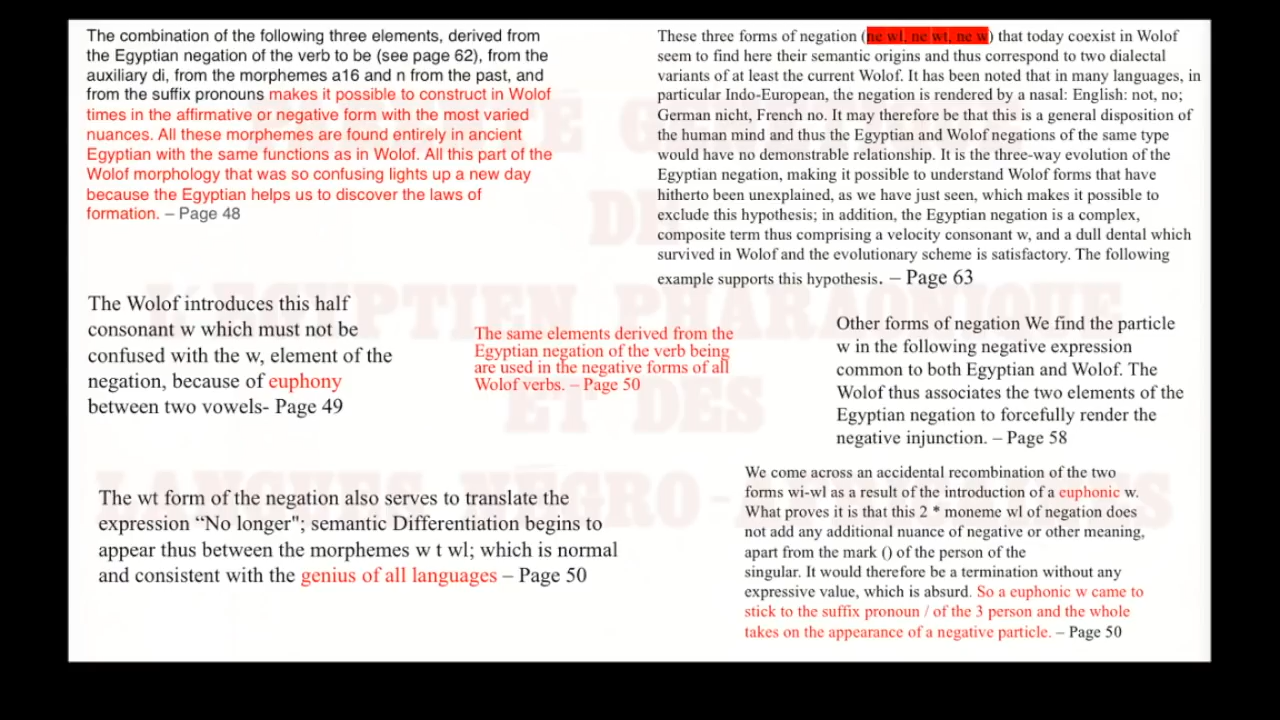 The combination of the following three elements, derived from
the Egyptian negation of the verb to be (see page 62), from the
auxiliary di, from the morphemes a16 and n from the past, and
from the suffix pronouns makes it possible to construct in Wolof
times in the affirmative or negative form with the most varied
nuances. All these morphemes are found entirely in ancient
Egyptian with the same functions as in Wolof. All this part of the
Wolof morphology that was so confusing lights up a new day
because the Egyptian helps us to discover the laws of
formation. – Page 48
These three forms of negation (ne wl, ne wt, ne w) that today coexist in Wolof
seem to find here their semantic origins and thus correspond to two dialectal
variants of at least the current Wolof. It has been noted that in many languages, in
particular Indo-European, the negation is rendered by a nasal: English: not, no;
German nicht, French no. It may therefore be that this is a general disposition of
the human mind and thus the Egyptian and Wolof negations of the same type
would have no demonstrable relationship. It is the three-way evolution of the
Egyptian negation, making it possible to understand Wolof forms that have
hitherto been unexplained, as we have just seen, which makes it possible to
exclude this hypothesis; in addition, the Egyptian negation is a complex,
composite term thus comprising a velocity consonant w, and a dull dental which
survived in Wolof and the evolutionary scheme is satisfactory. The following
example supports this hypothesis. – Page 63
The Wolof introduces this half
consonant w which must not be
confused with the w, element of the
negation, because of euphony
between two vowels- Page 49
The same elements derived from the
Egyptian negation of the verb being
are used in the negative forms of all
Wolof verbs. – Page 50
Other forms of negation We find the particle
w in the following negative expression
common to both Egyptian and Wolof. The
Wolof thus associates the two elements of the
Egyptian negation to forcefully render the
negative injunction. – Page 58
The wt form of the negation also serves to translate the
expression “No longer"; semantic Differentiation begins to
appear thus between the morphemes w t wl; which is normal
and consistent with the genius of all languages – Page 50
We come across an accidental recombination of the two
forms wi-wl as a result of the introduction of a euphonic w.
What proves it is that this 2 * moneme wl of negation does
not add any additional nuance of negative or other meaning,
apart from the mark () of the person of the
singular. It would therefore be a termination without any
expressive value, which is absurd. So a euphonic w came to
stick to the suffix pronoun / of the 3 person and the whole
takes on the appearance of a negative particle. – Page 50
DE
L'ÉGYPTIEN PHARAONIQUE
ET DES
LANGUES NÉGRO-AFRICAINES